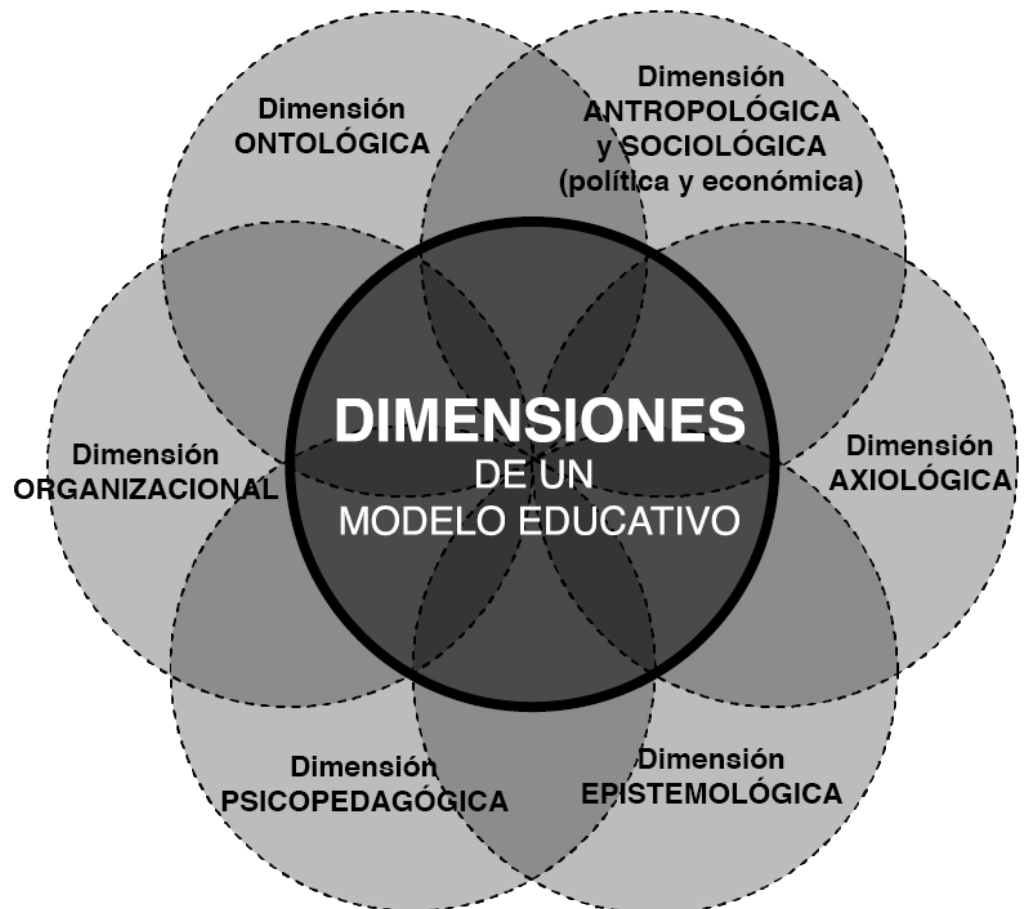 Dimensión
ONTOLÓGICA
Dimensión
ANTROPOLÓGICA
y SOCIOLÓGICA
(política y económica)
Dimensión
ORGANIZACIONAL
DIMENSIONES
DE UN
MODELO EDUCATIVO
Dimensión
AXIOLÓGICA
Dimensión
PSICOPEDAGÓGICA
Dimensión
EPISTEMOLÓGICA